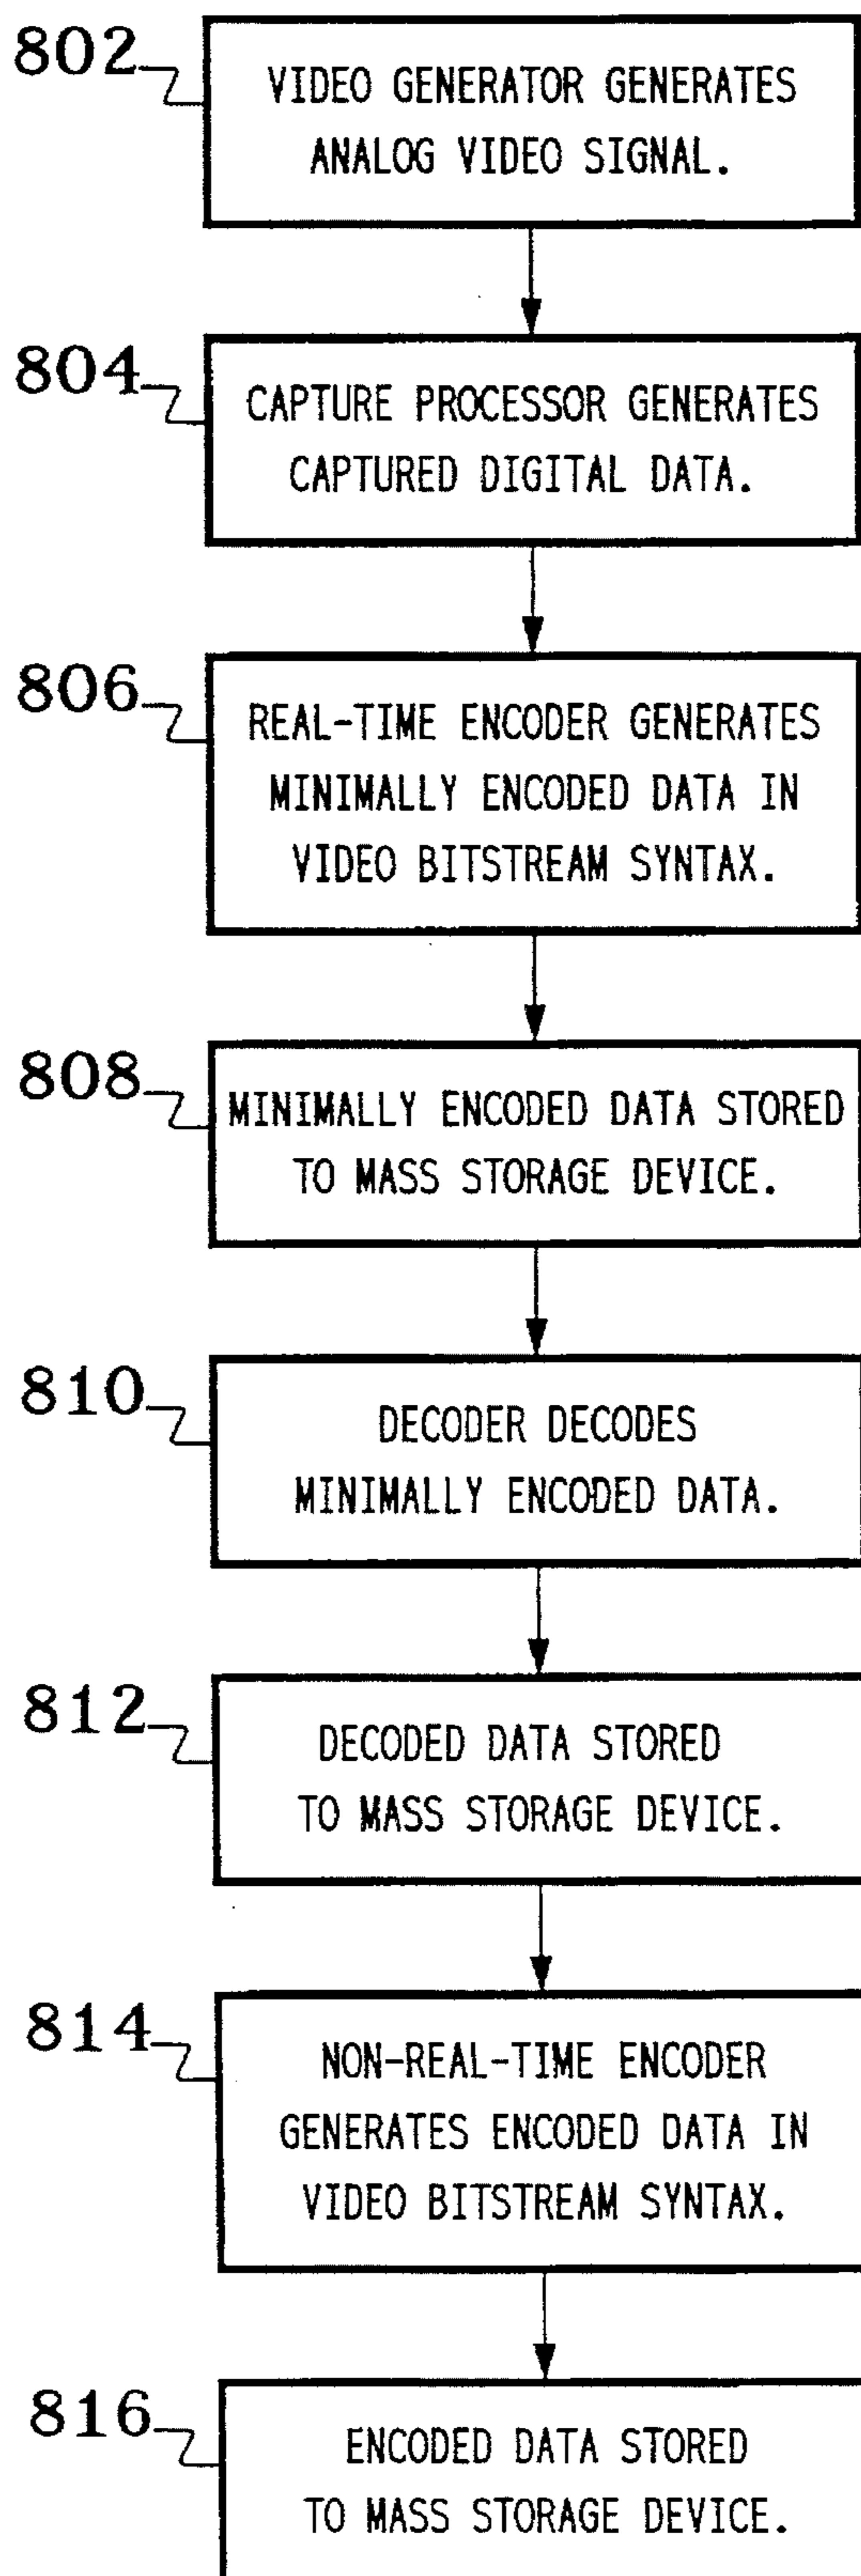 802
VIDEO GENERATOR GENERATES
ANALOG VIDEO SIGNAL.
804
CAPTURE PROCESSOR GENERATES
CAPTURED DIGITAL DATA.
806
REAL-TIME ENCODER GENERATES
MINIMALLY ENCODED DATA IN
VIDEO BITSTREAM SYNTAX.
808
MINIMALLY ENCODED DATA STORED
TO MASS STORAGE DEVICE.
810
DECODER DECODES
MINIMALLY ENCODED DATA.
812
DECODED DATA STORED
TO MASS STORAGE DEVICE.
814
NON-REAL-TIME ENCODER
GENERATES ENCODED DATA IN
VIDEO BITSTREAM SYNTAX.
816
ENCODED DATA STORED
TO MASS STORAGE DEVICE.